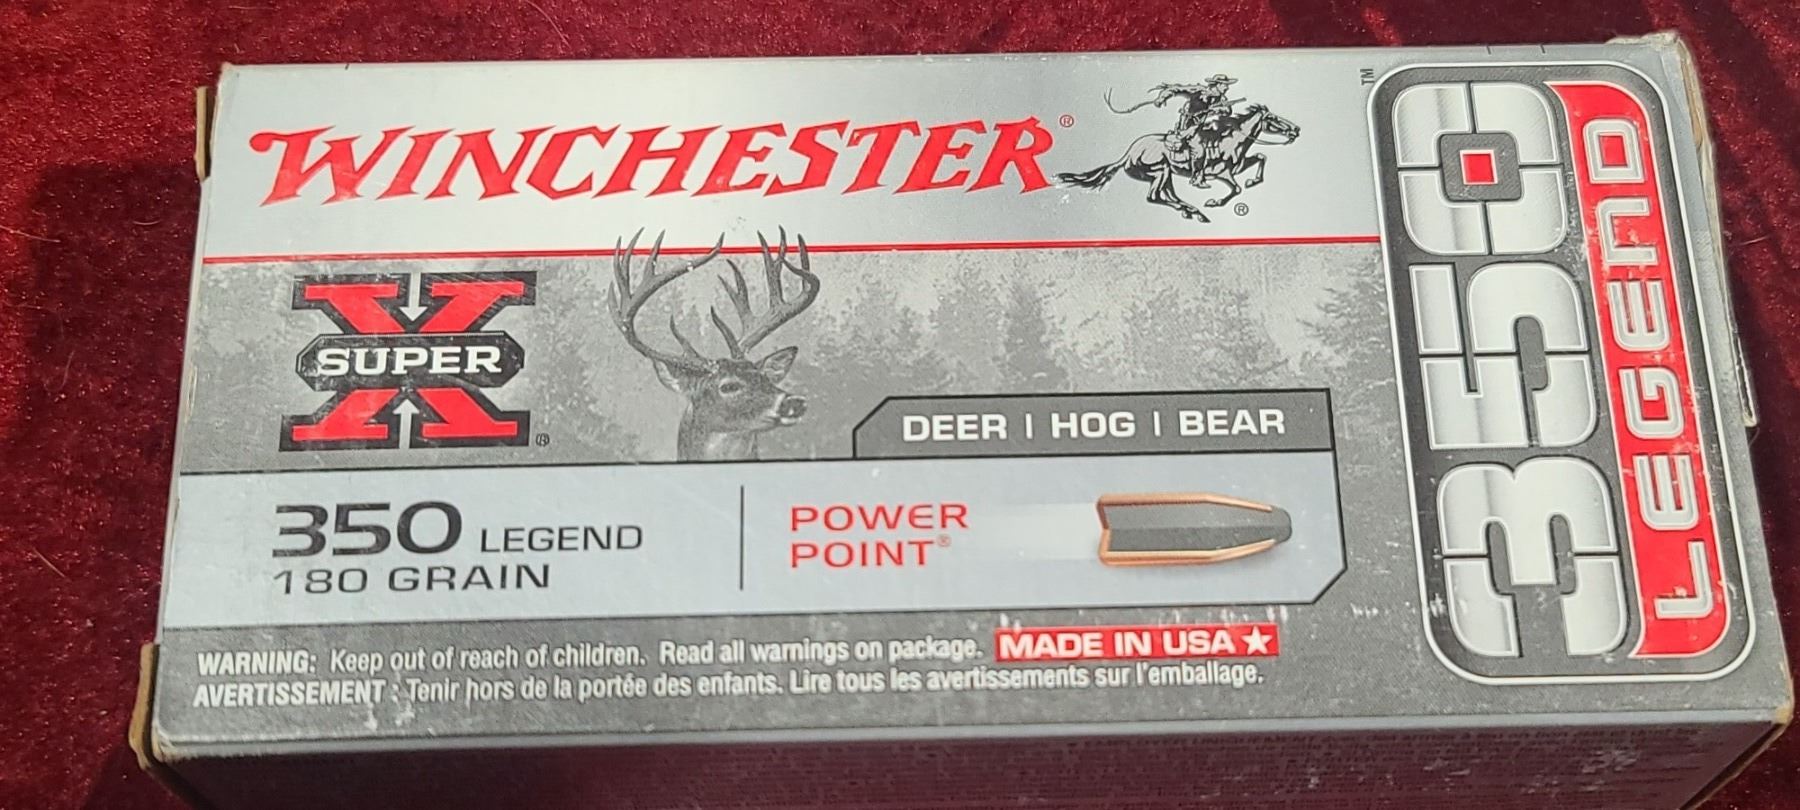 WINCHESTER®
®
™
350
LEGEND
X
SUPER
®
DEER | HOG | BEAR
350 LEGEND
180 GRAIN
POWER
POINT®
WARNING: Keep out of reach of children. Read all warnings on package. MADE IN USA ★
AVERTISSEMENT : Tenir hors de la portée des enfants. Lire tous les avertissements sur l'emballage.